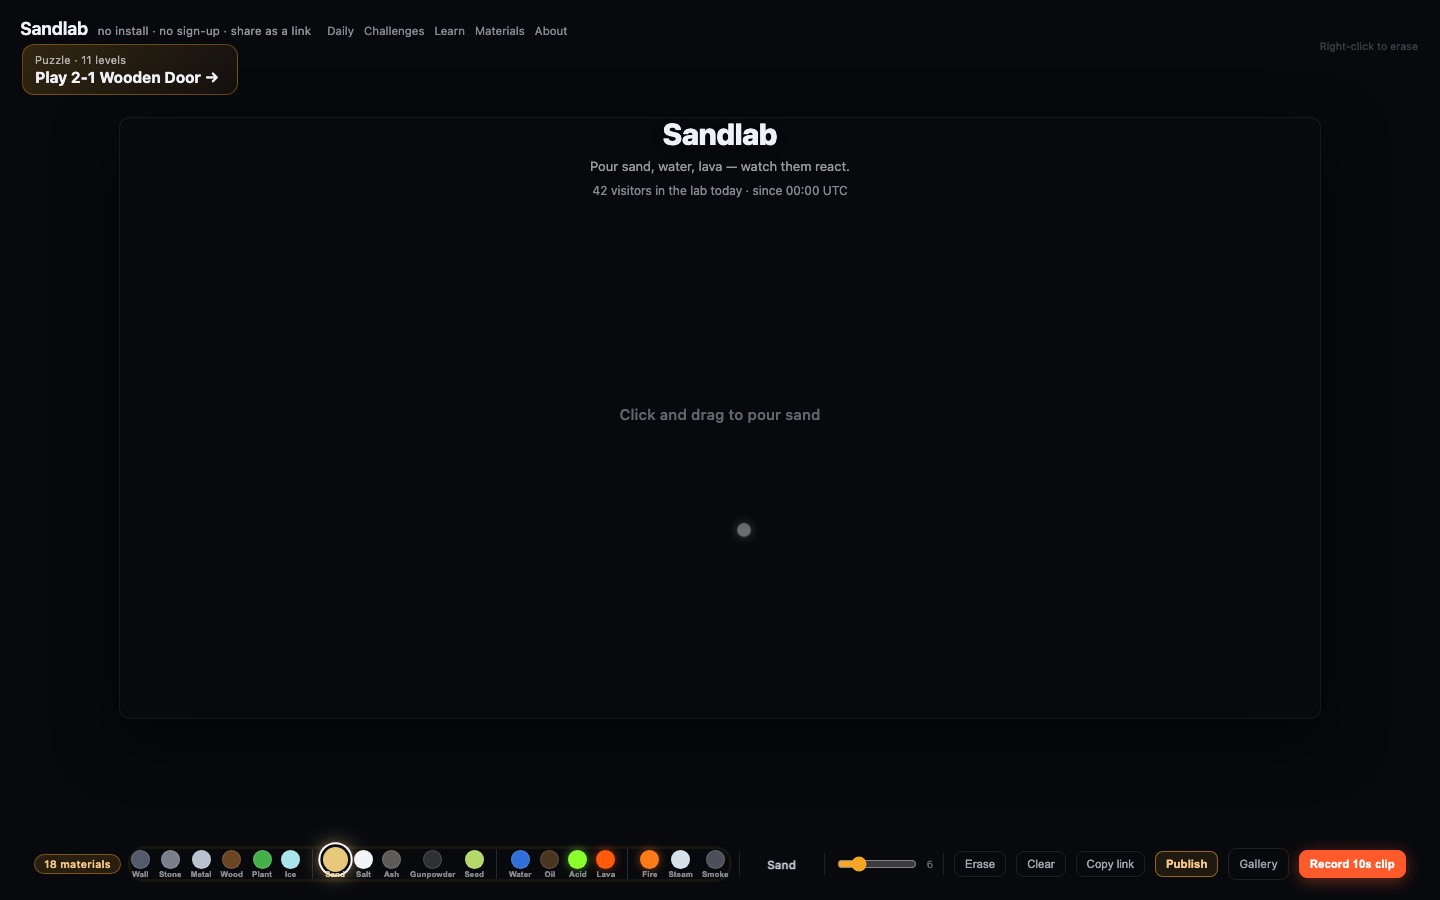 Sandlab no install · no sign-up · share as a link Daily Challenges Learn Materials About
Right-click to erase
Puzzle · 11 levels
Play 2-1 Wooden Door →
Sandlab
Pour sand, water, lava — watch them react.
42 visitors in the lab today · since 00:00 UTC
Click and drag to pour sand
18 materials
Wall Stone Metal Wood Plant Ice Sand Salt Ash Gunpowder Seed Water Oil Acid Lava Fire Steam Smoke
Sand
6
Erase Clear Copy link Publish Gallery Record 10s clip